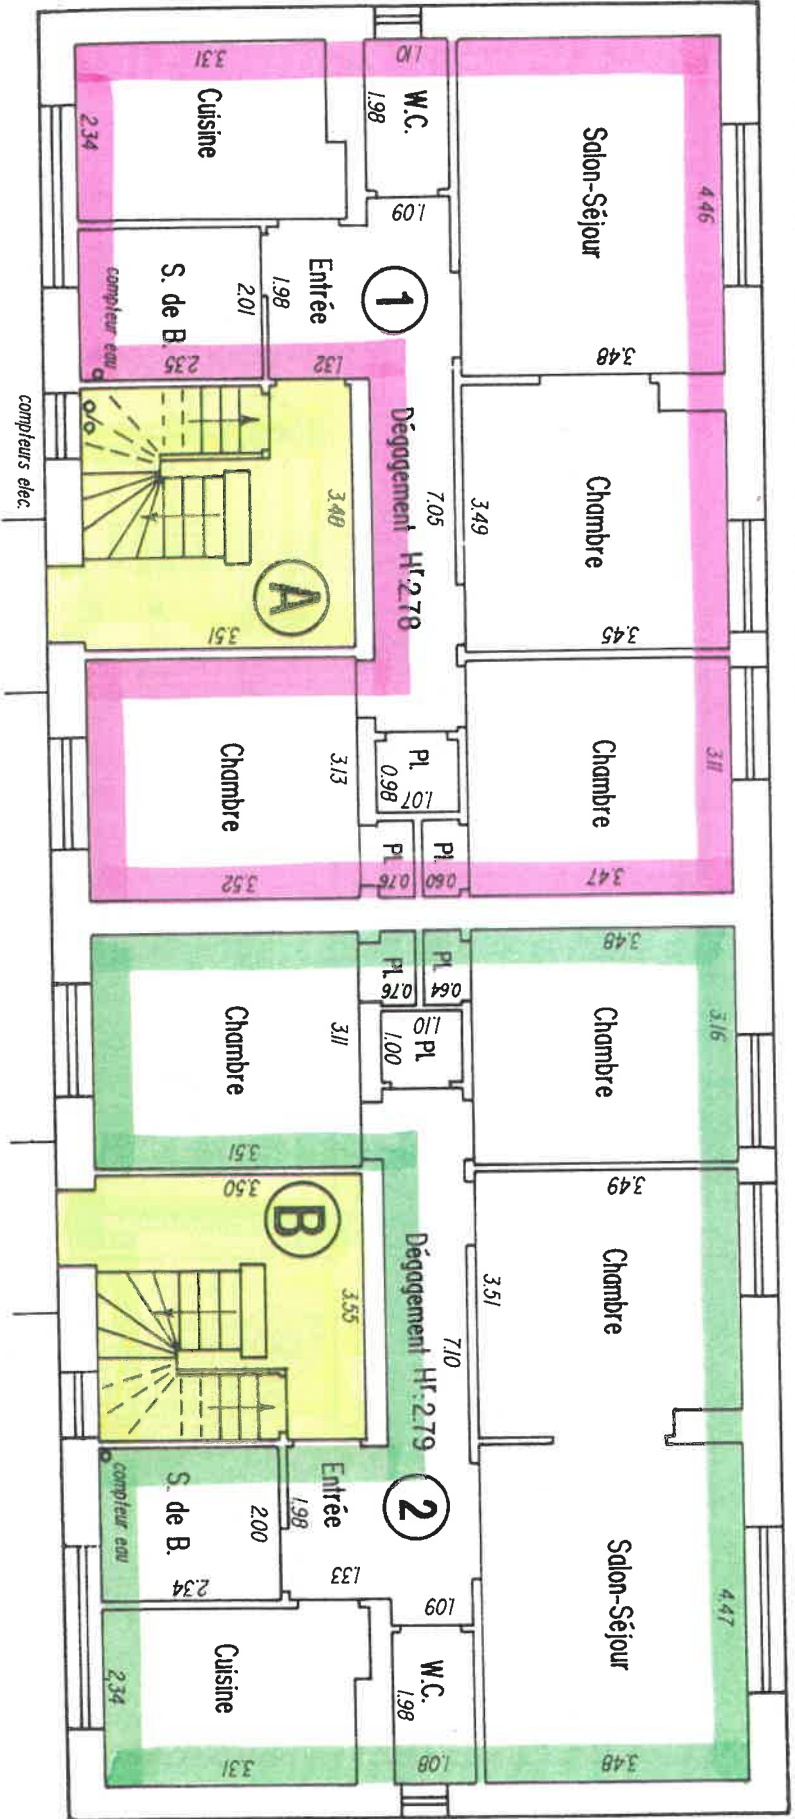 3.31
1.10
Cuisine
W.C.
1.98
2.34
Salon-Séjour
4.46
3.48
1.09
1
Entrée
1.98
S. de B.
2.01
2.35
1.32
compteur eau
compteurs elec.
Dégagement Hr.2.78
7.05
3.48
A
3.51
3.49
Chambre
3.45
Chambre
3.11
3.47
Chambre
3.13
3.52
Pl.
0.98
1.07
Pl.
0.76
Pl.
0.60
Chambre
3.11
3.51
Pl.
0.76
Pl.
0.64
1.10
Pl.
1.00
3.48
Chambre
3.16
3.50
B
3.55
Dégagement Hr.2.79
7.10
3.49
Chambre
3.51
2
Entrée
1.98
1.33
S. de B.
2.00
2.34
compteur eau
1.09
W.C.
1.98
1.08
Cuisine
2.34
3.31
Salon-Séjour
4.47
3.48